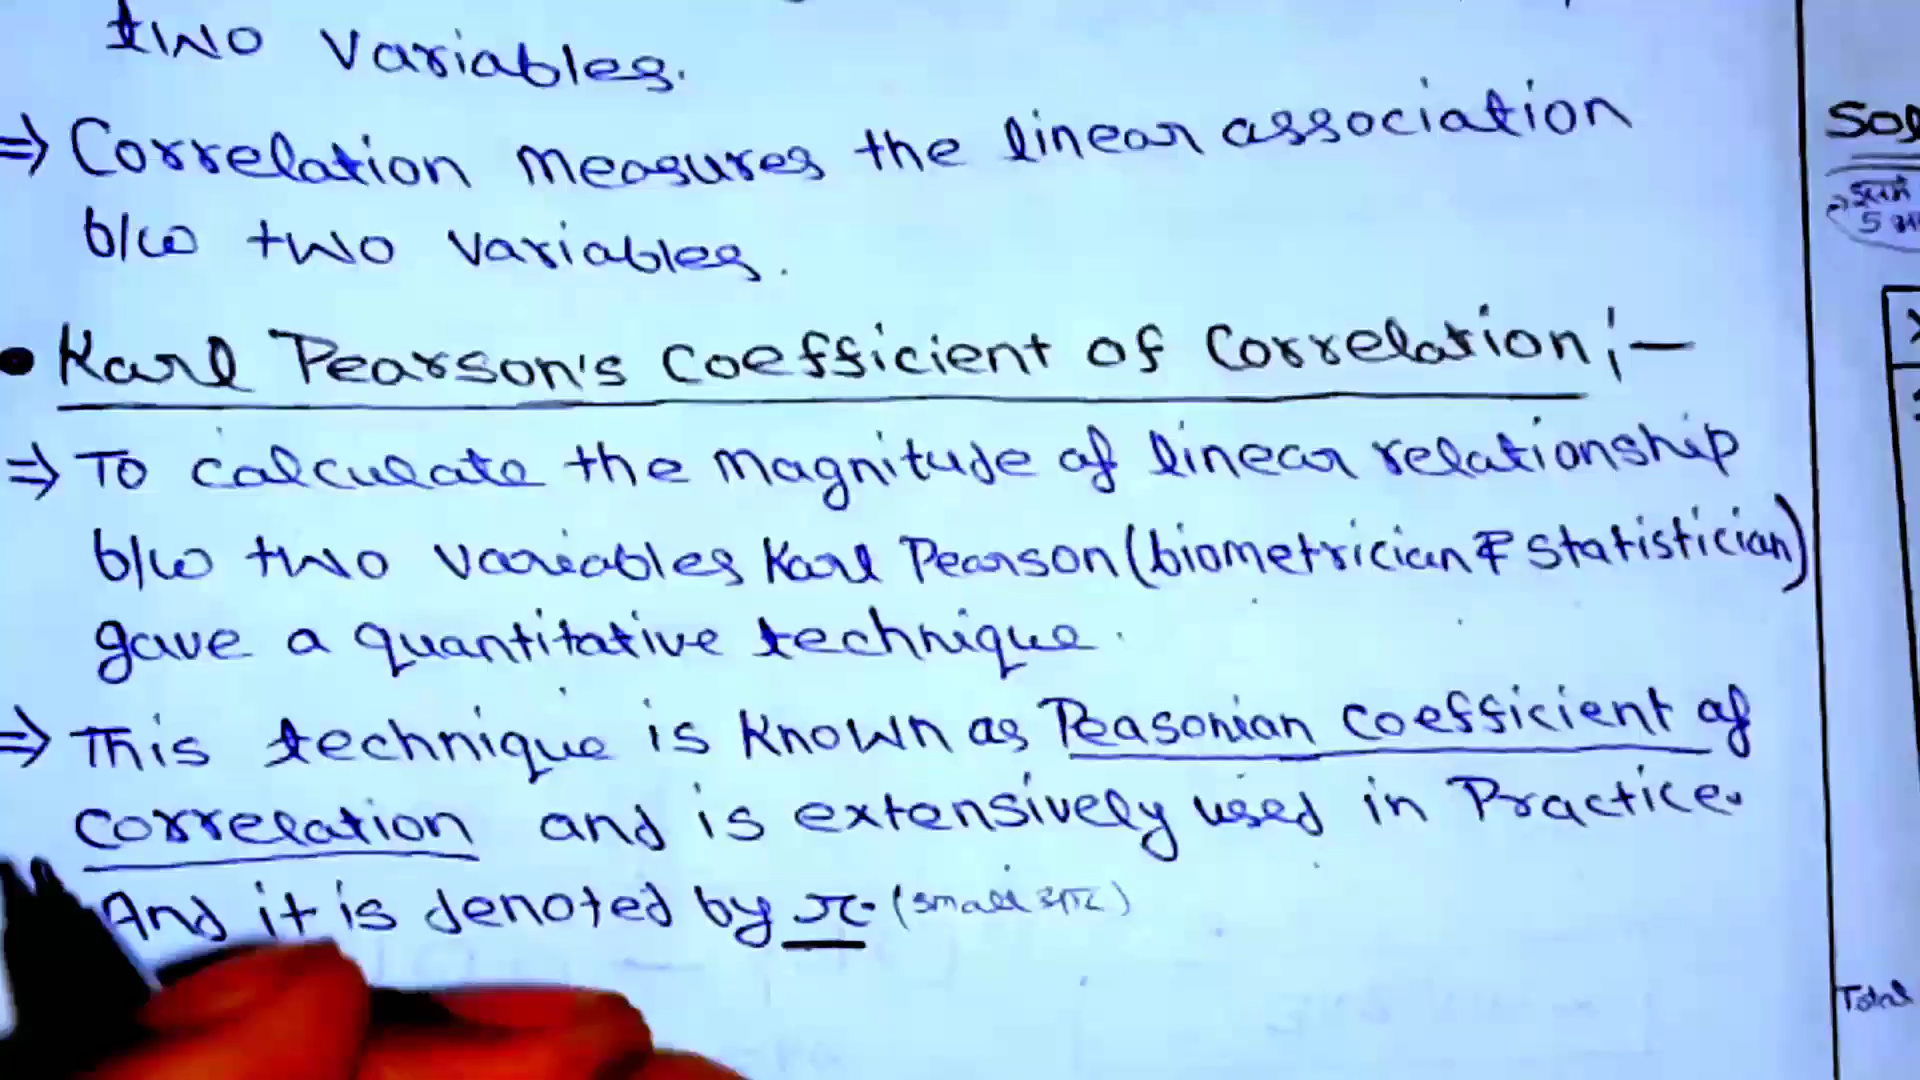 two variables.
⇒ Correlation measures the linear association
b/w two variables.
• Karl Pearson's coefficient of Correlation :-
⇒ To calculate the magnitude of linear relationship
b/w two variables Karl Pearson (biometrician & statistician)
gave a quantitative technique.
⇒ This technique is known as Peasonian coefficient of
correlation and is extensively used in Practice.
And it is denoted by r. (small आर)
Total